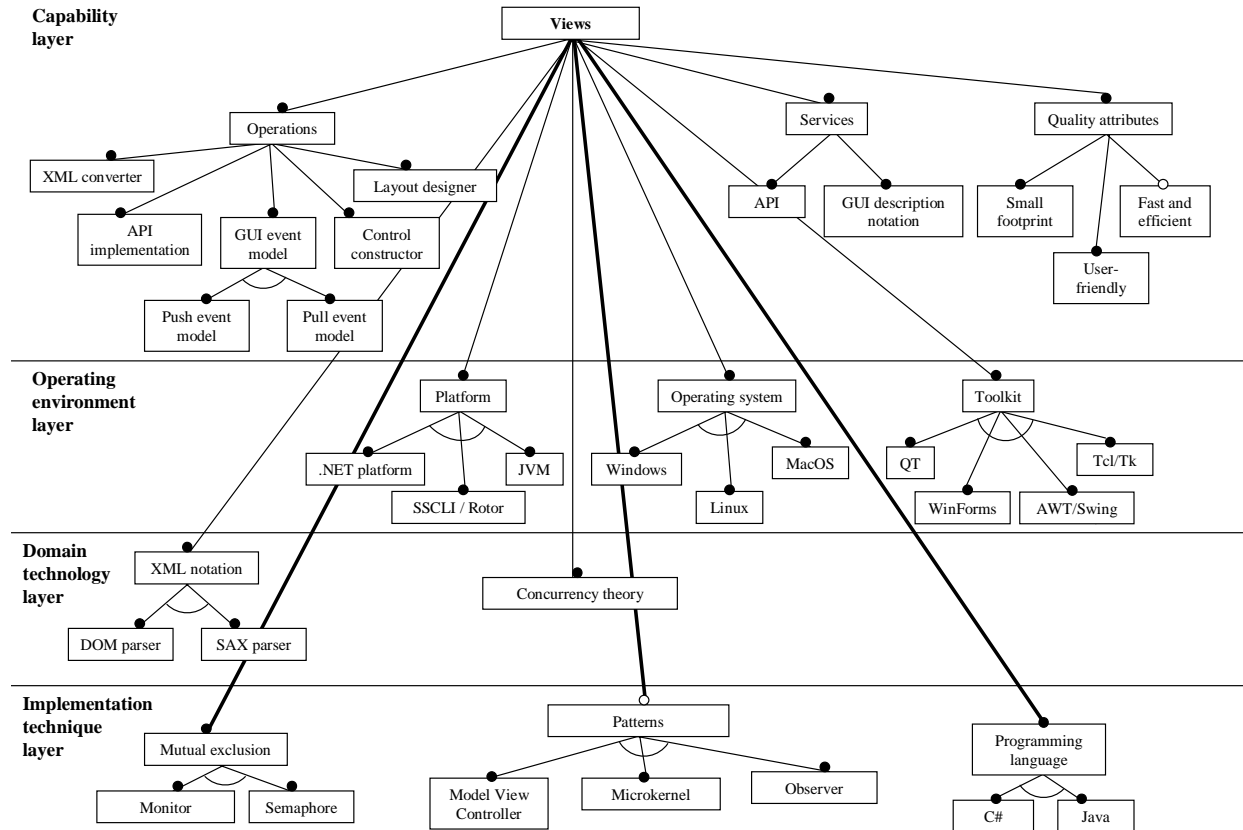 Capability
layer
Views
Operations
Services
Quality attributes
XML converter
Layout designer
API
implementation
GUI event
model
Control
constructor
API
GUI description
notation
Small
footprint
Fast and
efficient
User-
friendly
Push event
model
Pull event
model
Operating
environment
layer
Platform
Operating system
Toolkit
.NET platform
SSCLI / Rotor
JVM
Windows
Linux
MacOS
QT
WinForms
AWT/Swing
Tcl/Tk
Domain
technology
layer
XML notation
Concurrency theory
DOM parser
SAX parser
Implementation
technique
layer
Mutual exclusion
Patterns
Programming
language
Monitor
Semaphore
Model View
Controller
Microkernel
Observer
C#
Java